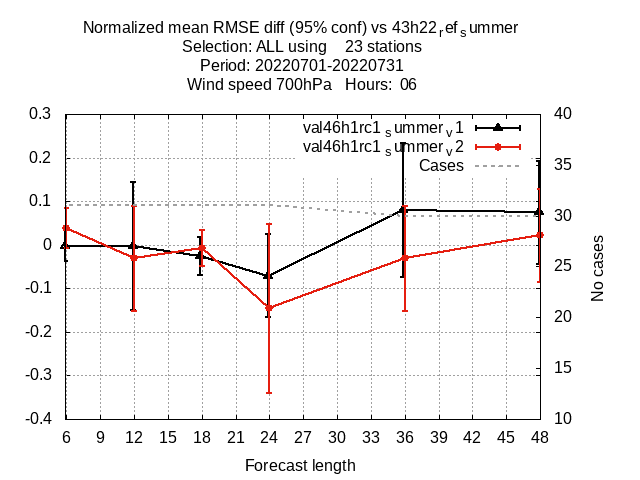 Normalized mean RMSE diff (95% conf) vs 43h22refsummer
Selection: ALL using 23 stations
Period: 20220701-20220731
Wind speed 700hPa Hours: 06
val46h1rc1summerv1
val46h1rc1summerv2
Cases
0.3
0.2
0.1
0
-0.1
-0.2
-0.3
-0.4
40
35
30
25
20
15
10
No cases
6 9 12 15 18 21 24 27 30 33 36 39 42 45 48
Forecast length